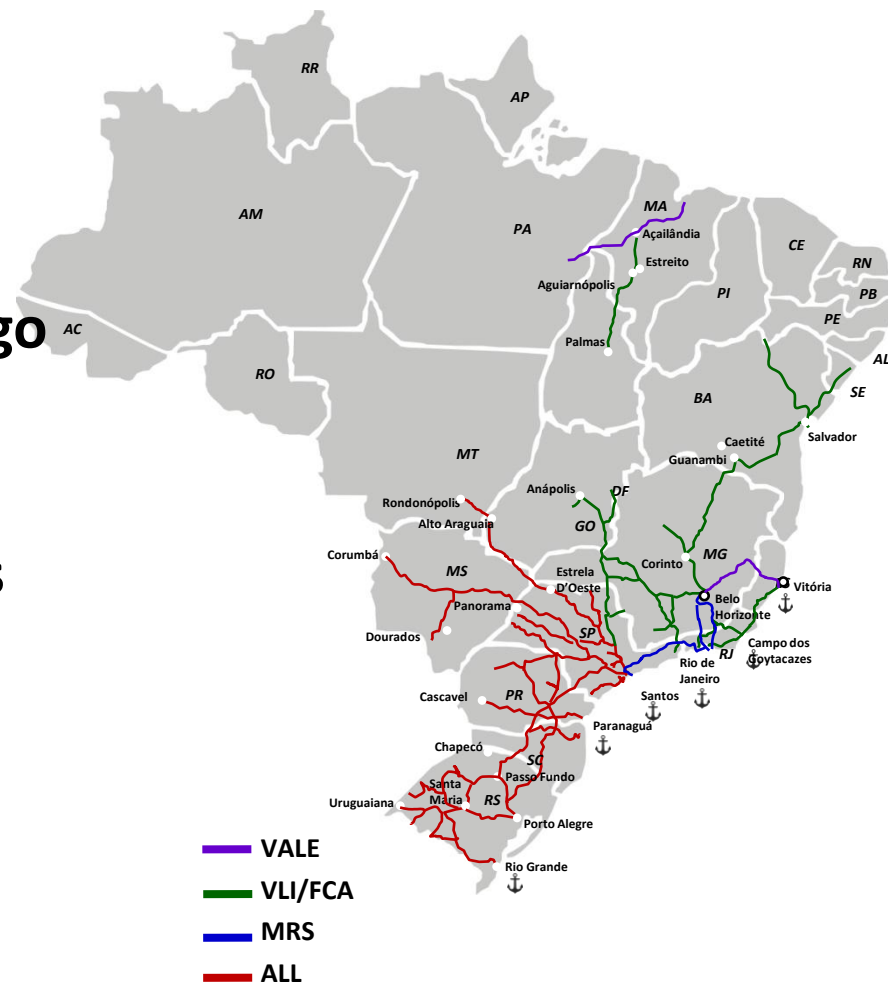 RR
AP
AM
PA
MA
Açailândia
CE
Estreito
RN
Aguiarnópolis
PI
PB
PE
go
AC
Palmas
AL
RO
SE
BA
Caetité
Salvador
MT
Guanambi
Anápolis
DF
Rondonópolis
Alto Araguaia
GO
Corumbá
MG
Corinto
MS
Estrela
D'Oeste
s
Vitória
Panorama
Belo
Horizonte
Dourados
SP
Campo dos
Goytacazes
RJ
Rio de
Janeiro
Cascavel
PR
Santos
Paranaguá
Chapecó
SC
Passo Fundo
Santa
Maria
RS
Uruguaiana
Porto Alegre
VALE
Rio Grande
VLI/FCA
MRS
ALL